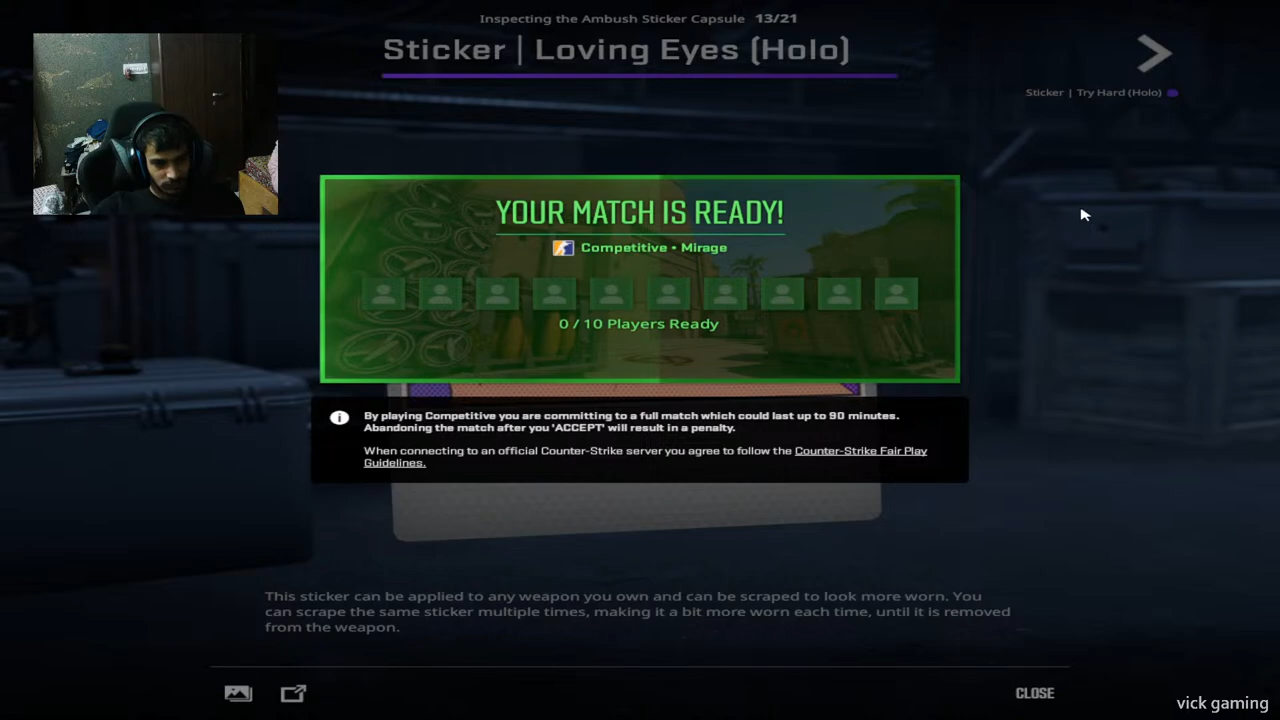 Inspecting the Ambush Sticker Capsule 13/21
Sticker | Loving Eyes (Holo)
Sticker | Try Hard (Holo)
YOUR MATCH IS READY!
Competitive • Mirage
0 / 10 Players Ready
By playing Competitive you are committing to a full match which could last up to 90 minutes.
Abandoning the match after you 'ACCEPT' will result in a penalty.
When connecting to an official Counter-Strike server you agree to follow the Counter-Strike Fair Play
Guidelines.
This sticker can be applied to any weapon you own and can be scraped to look more worn. You
can scrape the same sticker multiple times, making it a bit more worn each time, until it is removed
from the weapon.
CLOSE
vick gaming